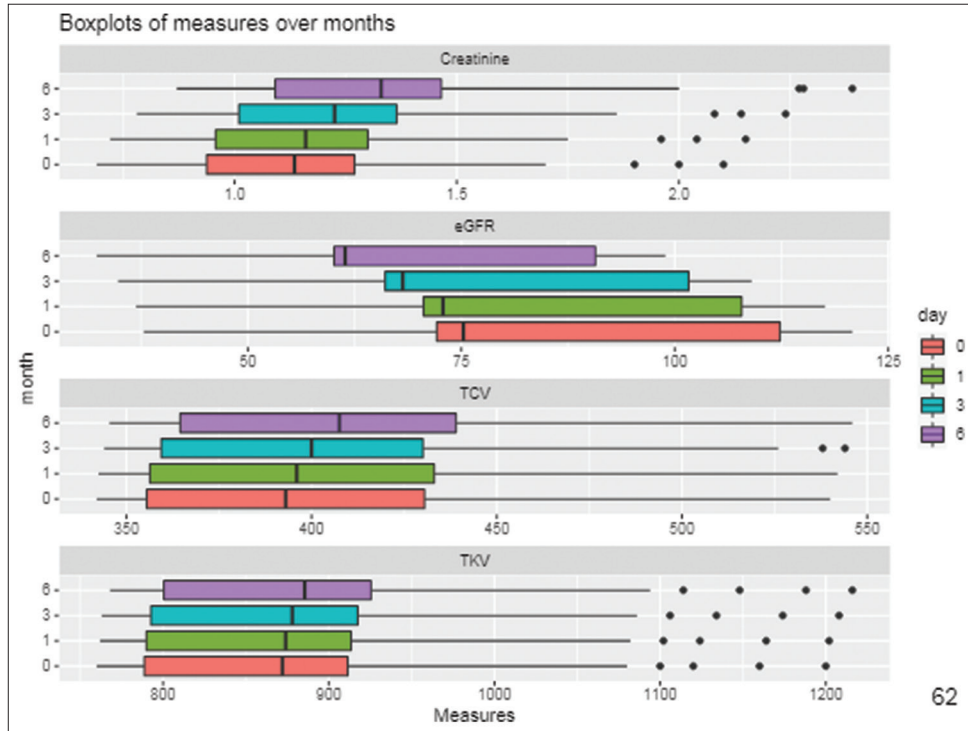 Boxplots of measures over months
Creatinine
6
3
1
0
1.0 1.5 2.0
eGFR
6
3
1
0
50 75 100 125
TCV
6
3
1
0
350 400 450 500 550
TKV
6
3
1
0
800 900 1000 1100 1200
month
Measures
day
0
1
3
6
62